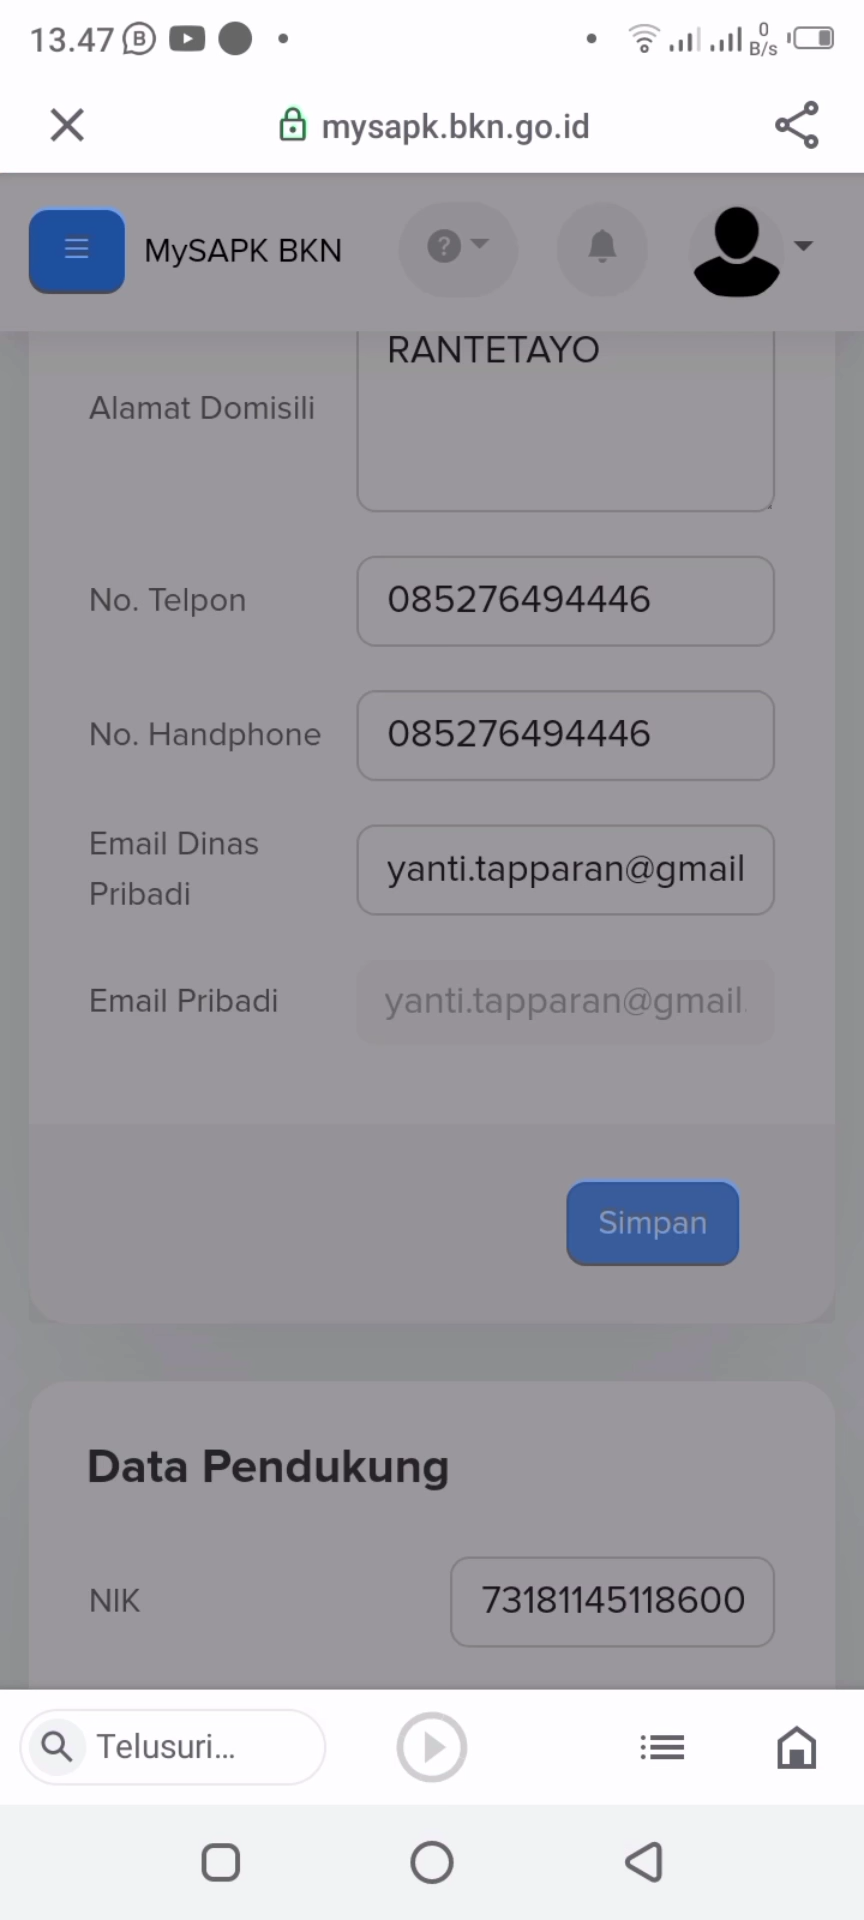 13.47
0
B/s
mysapk.bkn.go.id
MySAPK BKN
RANTETAYO
Alamat Domisili
No. Telpon
085276494446
No. Handphone
085276494446
Email Dinas
Pribadi
yanti.tapparan@gmail
Email Pribadi
yanti.tapparan@gmail.
Simpan
Data Pendukung
NIK
73181145118600
Telusuri...